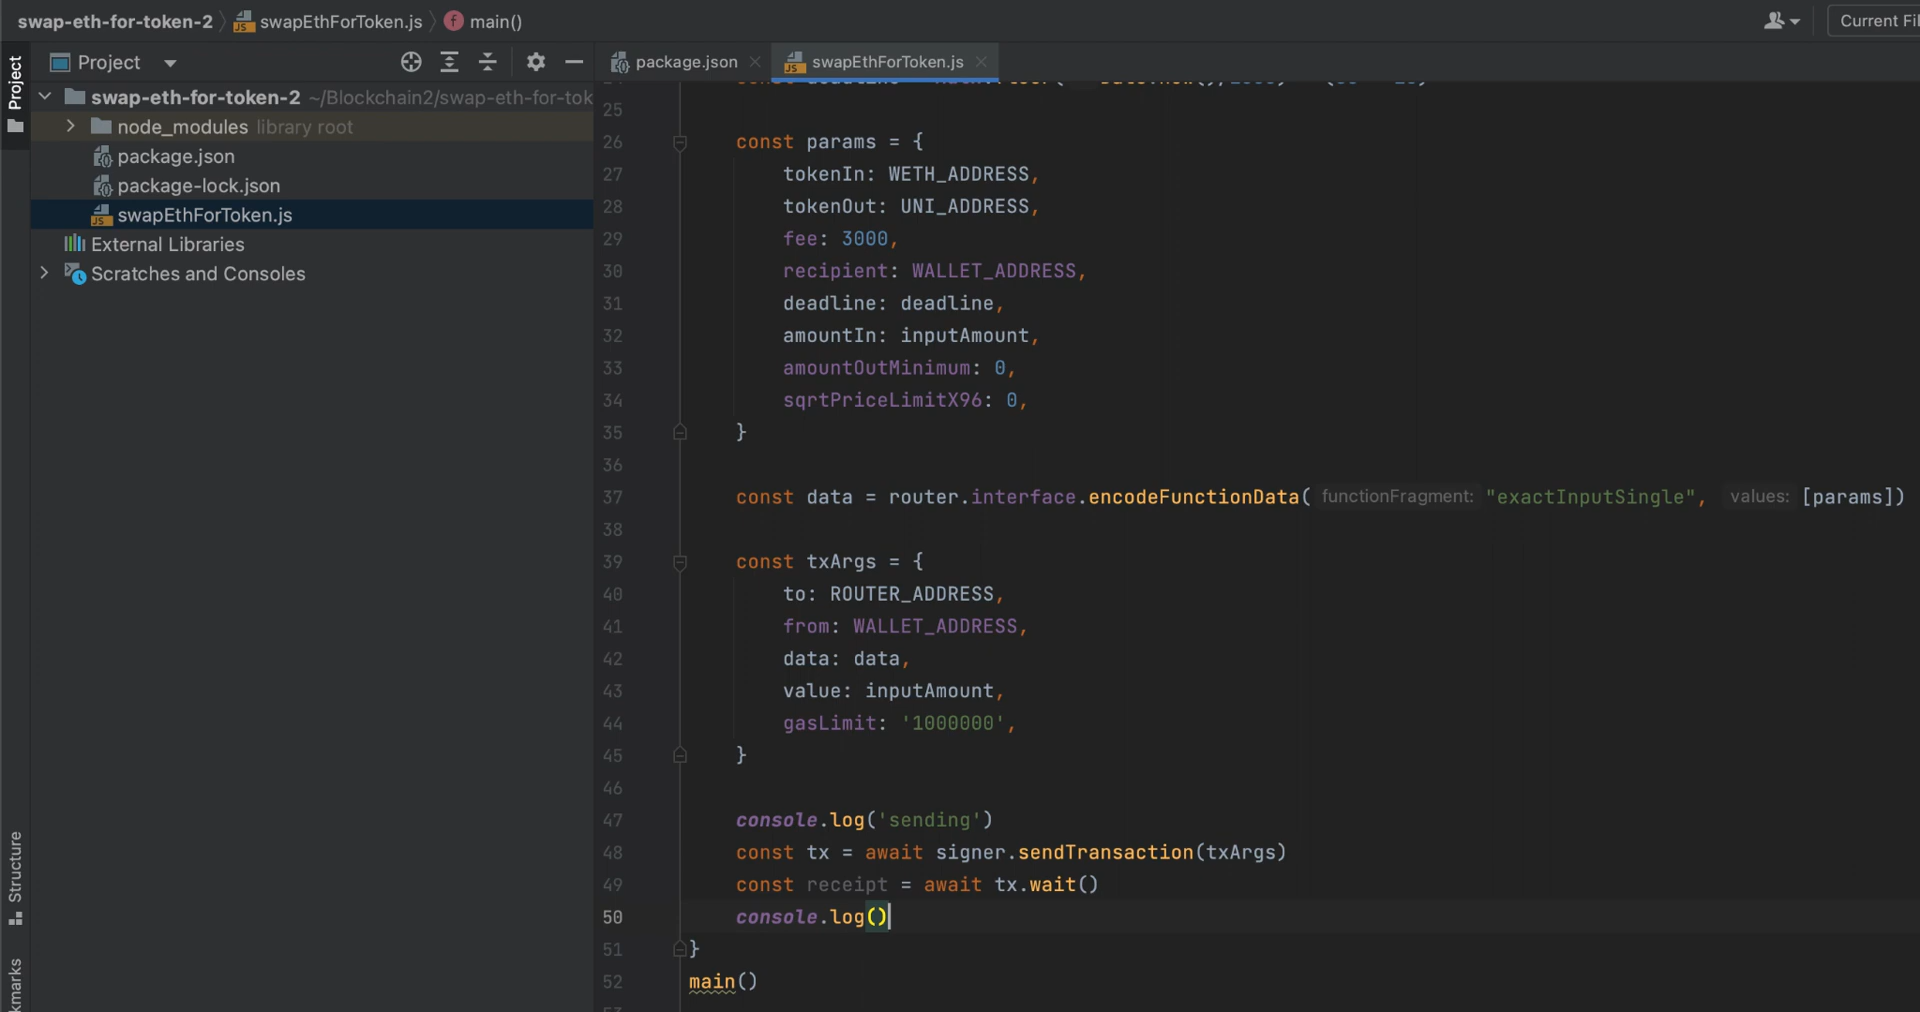 swap-eth-for-token-2 swapEthForToken.js main() Current Fil
Project
Project
package.json
swapEthForToken.js
swap-eth-for-token-2 ~/Blockchain2/swap-eth-for-tok
node_modules library root
package.json
package-lock.json
swapEthForToken.js
External Libraries
Scratches and Consoles
Structure
kmarks
25
26 const params = {
27 tokenIn: WETH_ADDRESS,
28 tokenOut: UNI_ADDRESS,
29 fee: 3000,
30 recipient: WALLET_ADDRESS,
31 deadline: deadline,
32 amountIn: inputAmount,
33 amountOutMinimum: 0,
34 sqrtPriceLimitX96: 0,
35 }
36
37 const data = router.interface.encodeFunctionData( functionFragment: "exactInputSingle", values: [params])
38
39 const txArgs = {
40 to: ROUTER_ADDRESS,
41 from: WALLET_ADDRESS,
42 data: data,
43 value: inputAmount,
44 gasLimit: '1000000',
45 }
46
47 console.log('sending')
48 const tx = await signer.sendTransaction(txArgs)
49 const receipt = await tx.wait()
50 console.log()
51 }
52 main()